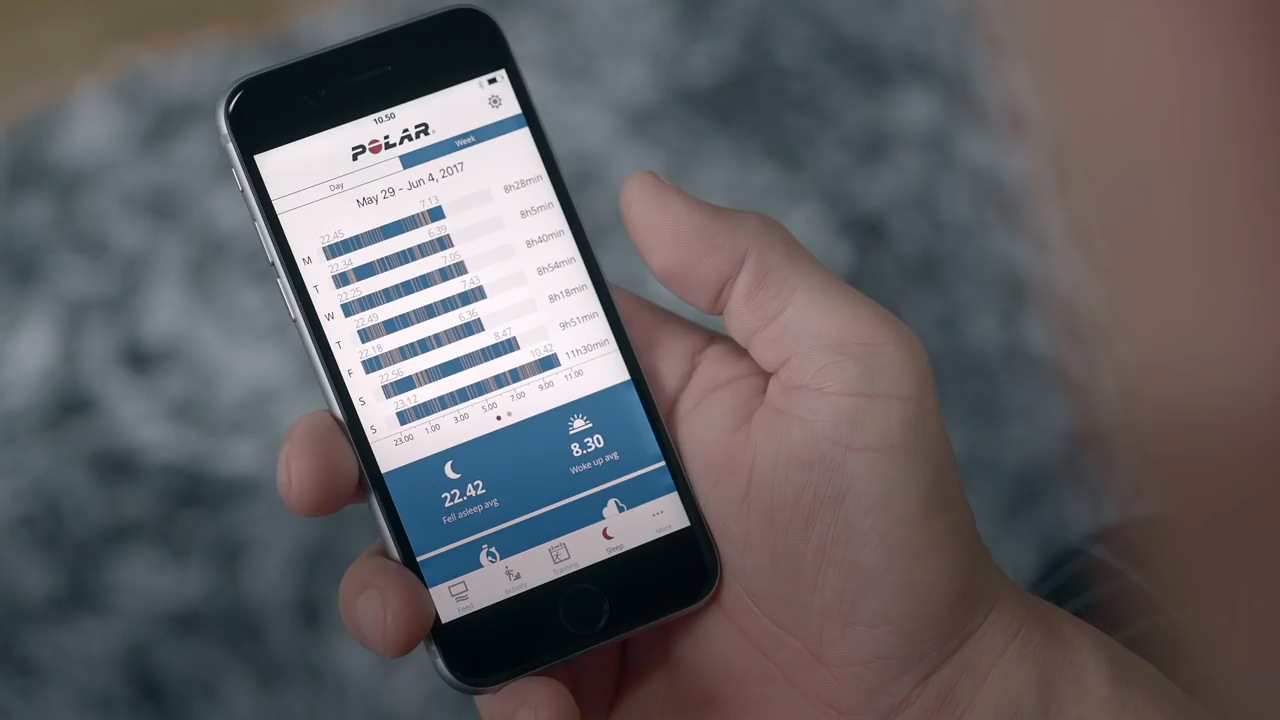 10.50
POLAR
Day Week
May 29 - Jun 4, 2017
M 22.45 7.13 8h28min
T 22.34 6.39 8h5min
W 22.25 7.05 8h40min
T 22.49 7.43 8h54min
F 22.18 6.36 8h18min
S 22.56 8.47 9h51min
S 23.12 10.42 11h30min
23.00 1.00 3.00 5.00 7.00 9.00 11.00
22.42 8.30
Fell asleep avg Woke up avg
Feed Activity Training Sleep More